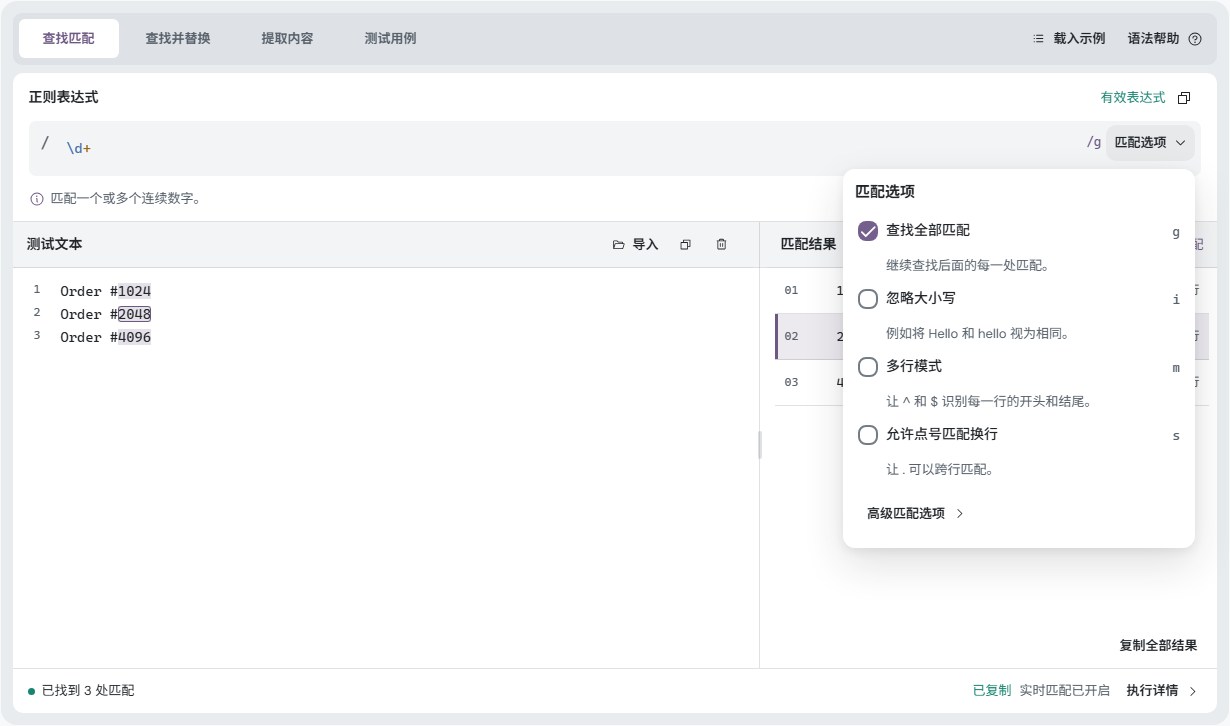 查找匹配 查找并替换 提取内容 测试用例 载入示例 语法帮助
正则表达式 有效表达式
/ \d+ /g 匹配选项
匹配一个或多个连续数字。
测试文本 导入 匹配结果
1 Order #1024
2 Order #2048
3 Order #4096
01 1
02 2
03 4
匹配选项
查找全部匹配 g
继续查找后面的每一处匹配。
忽略大小写 i
例如将 Hello 和 hello 视为相同。
多行模式 m
让 ^ 和 $ 识别每一行的开头和结尾。
允许点号匹配换行 s
让 . 可以跨行匹配。
高级匹配选项
复制全部结果
已找到 3 处匹配 已复制 实时匹配已开启 执行详情